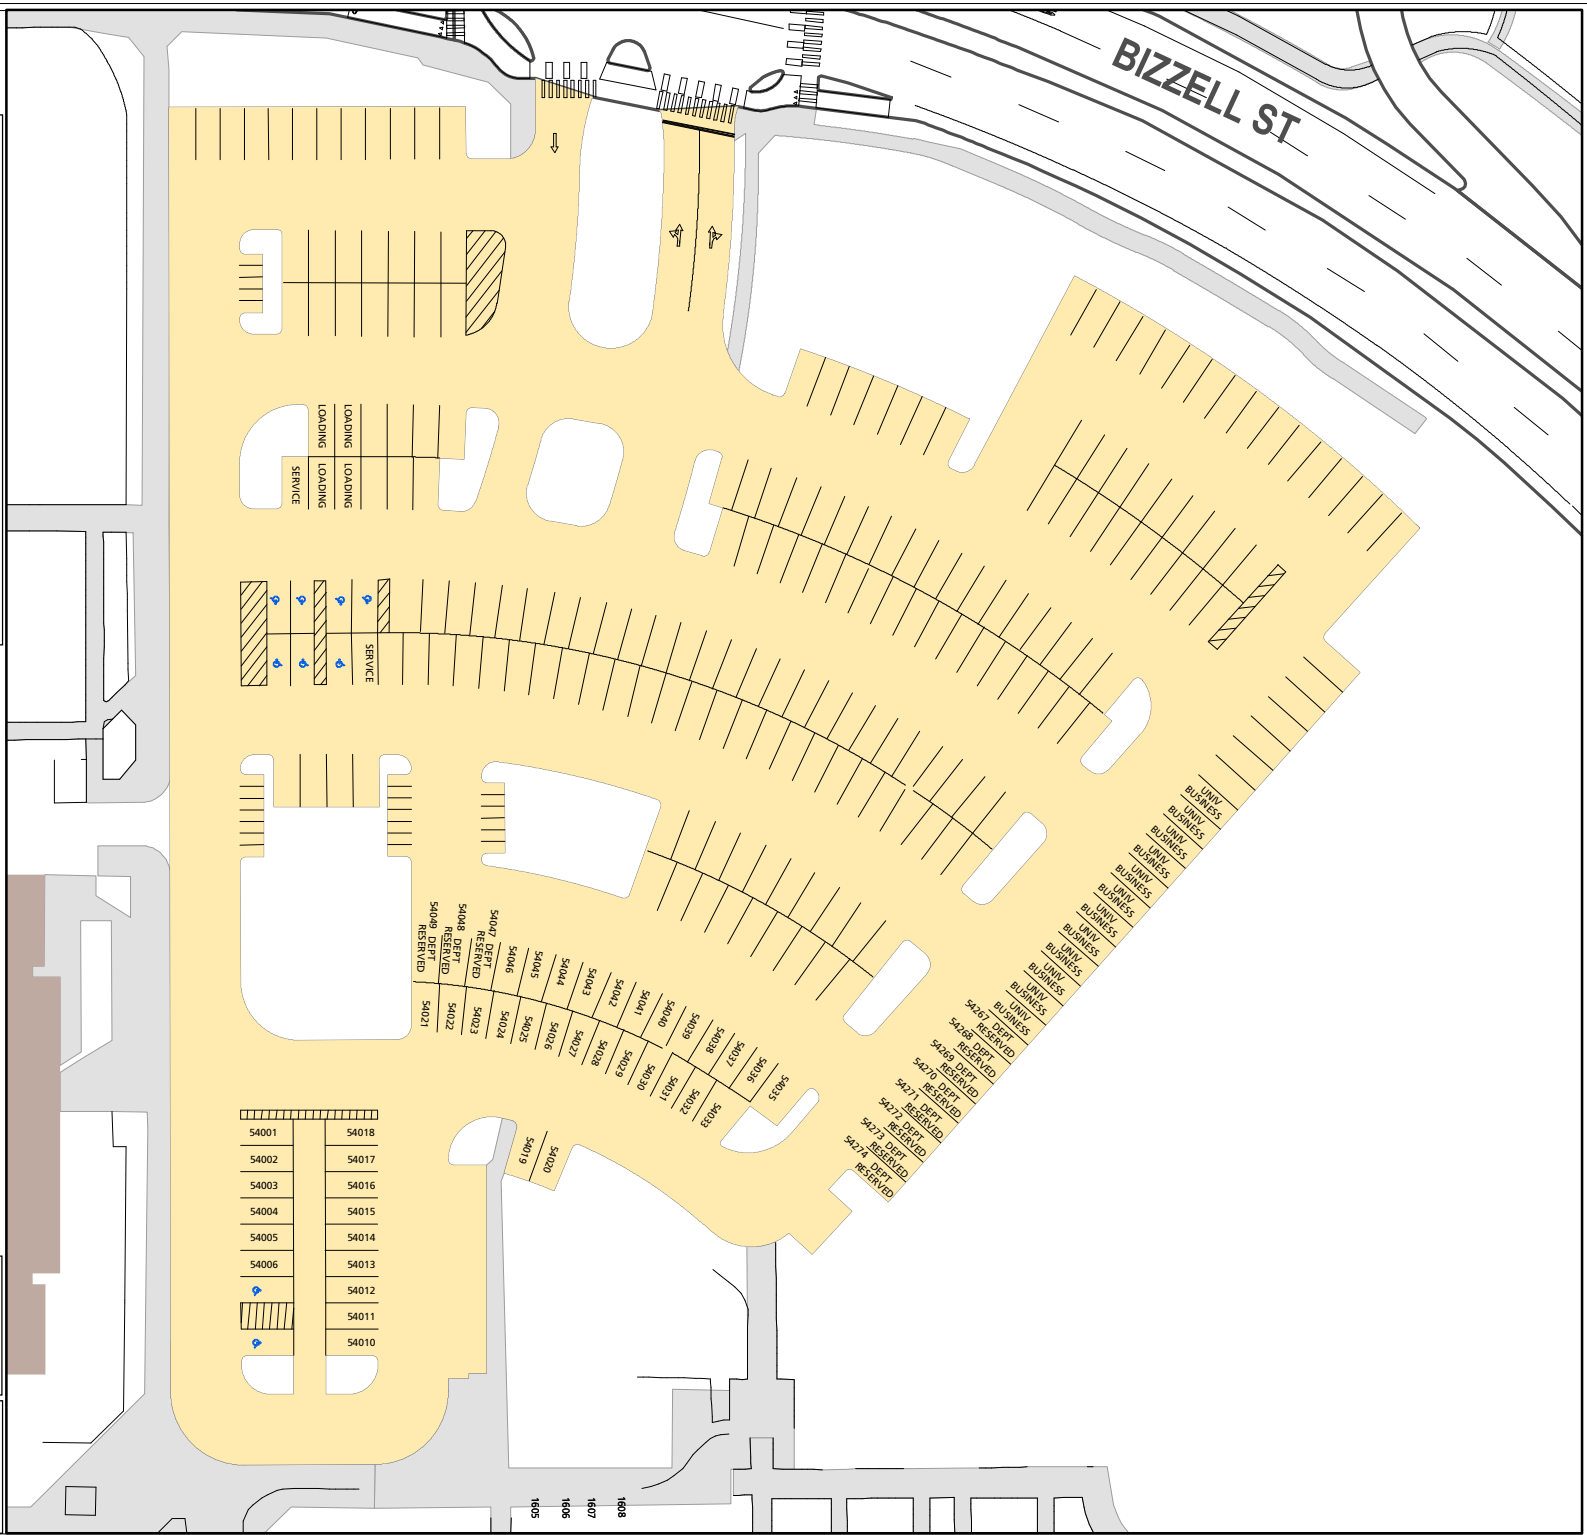 BIZZELL ST
LOADING
LOADING
SERVICE
LOADING
LOADING
SERVICE
UNIV
BUSINESS
UNIV
BUSINESS
UNIV
BUSINESS
UNIV
BUSINESS
UNIV
BUSINESS
UNIV
BUSINESS
UNIV
BUSINESS
UNIV
BUSINESS
UNIV
BUSINESS
UNIV
BUSINESS
UNIV
BUSINESS
UNIV
BUSINESS
54267 DEPT
RESERVED
54268 DEPT
RESERVED
54269 DEPT
RESERVED
54270 DEPT
RESERVED
54271 DEPT
RESERVED
54272 DEPT
RESERVED
54273 DEPT
RESERVED
54274 DEPT
RESERVED
54049 DEPT
RESERVED
54048 DEPT
RESERVED
54047 DEPT
RESERVED
54046
54045
54044
54043
54042
54041
54040
54039
54038
54037
54036
54035
54021
54022
54023
54024
54025
54026
54027
54028
54029
54030
54031
54032
54033
54019
54020
54001
54018
54002
54017
54003
54016
54004
54015
54005
54014
54006
54013
54012
54011
54010
1605
1606
1607
1608